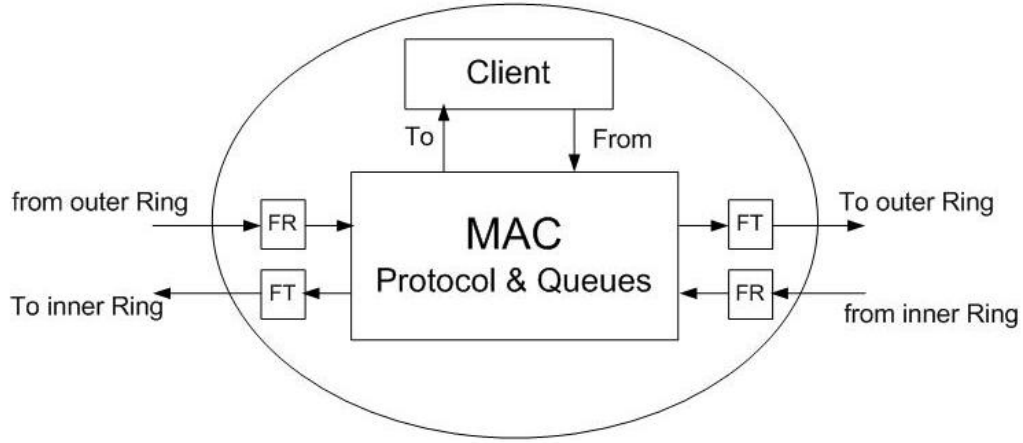 Client
To
From
from outer Ring
FR
MAC
Protocol & Queues
FT
To outer Ring
To inner Ring
FT
FR
from inner Ring